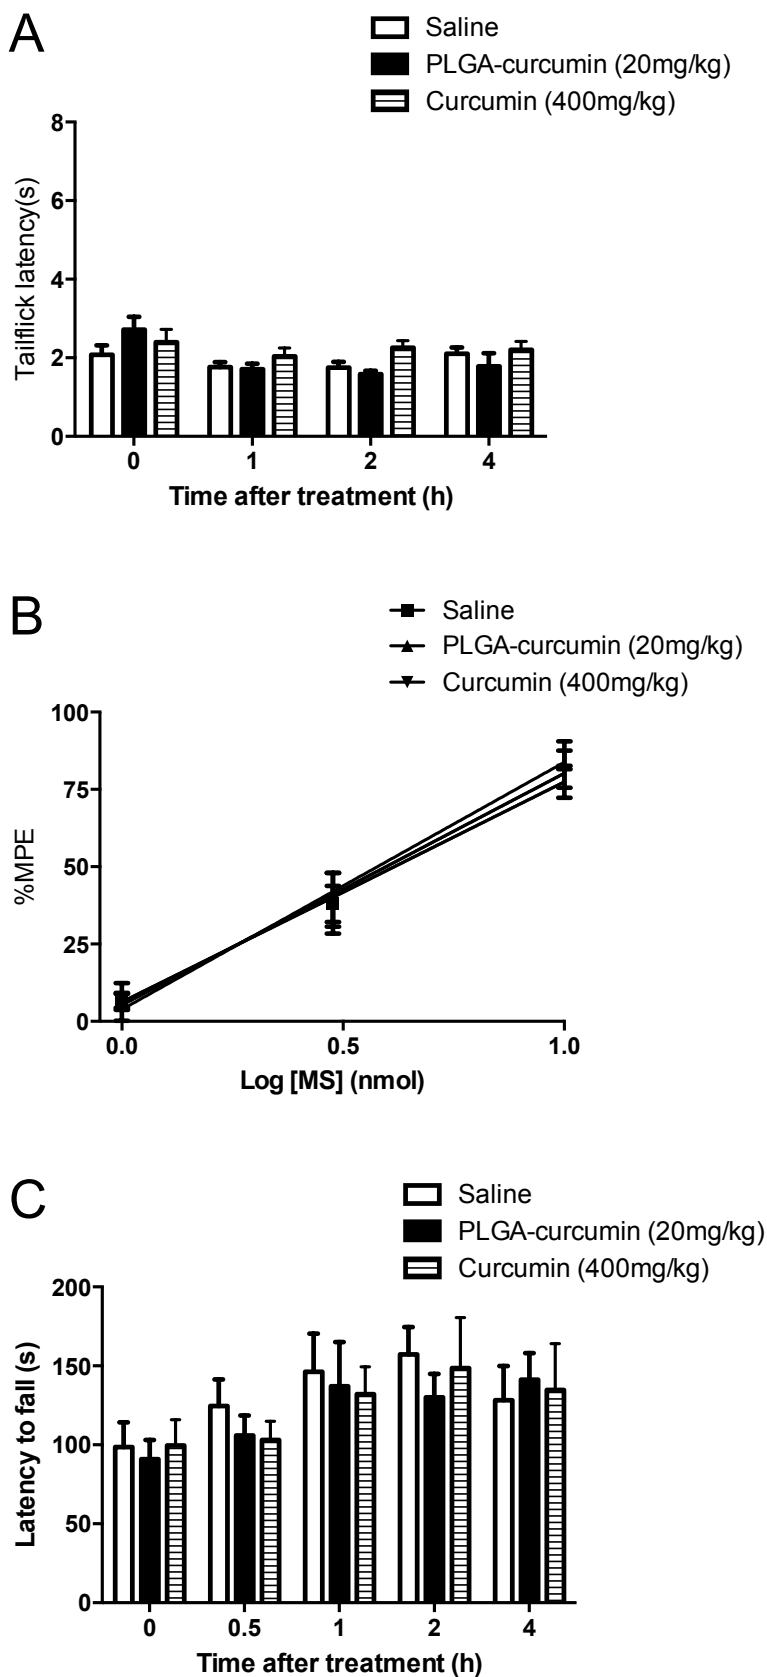 A
Saline
PLGA-curcumin (20mg/kg)
Curcumin (400mg/kg)
Tailflick latency(s)
8
6
4
2
0
0 1 2 4
Time after treatment (h)
B
Saline
PLGA-curcumin (20mg/kg)
Curcumin (400mg/kg)
%MPE
100
75
50
25
0
0.0 0.5 1.0
Log [MS] (nmol)
C
Saline
PLGA-curcumin (20mg/kg)
Curcumin (400mg/kg)
Latency to fall (s)
200
150
100
50
0
0 0.5 1 2 4
Time after treatment (h)